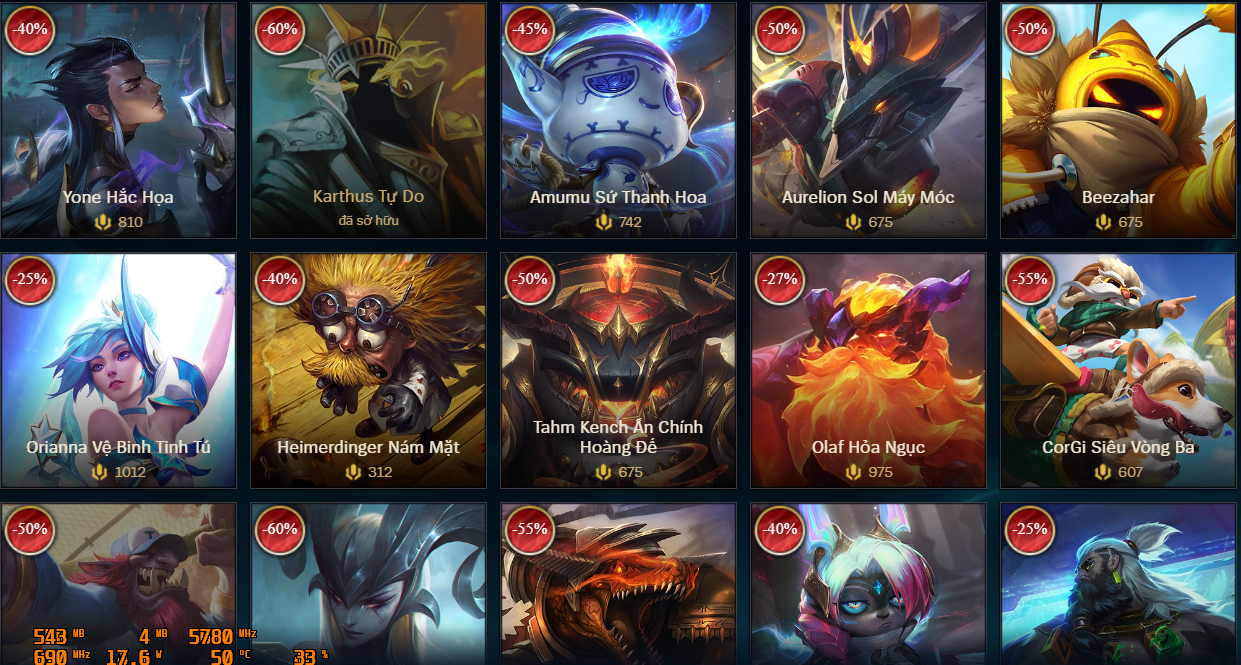 -40%
-60%
-45%
-50%
-50%
Yone Hắc Họa
810
Karthus Tự Do
đã sở hữu
Amumu Sứ Thanh Hoa
742
Aurelion Sol Máy Móc
675
Beezahar
675
-25%
-40%
-50%
-27%
-55%
Orianna Vệ Binh Tinh Tú
1012
Heimerdinger Nám Mặt
312
Tahm Kench Ấn Chính
Hoàng Đế
675
Olaf Hỏa Ngục
975
CorGi Siêu Vòng Ba
607
-50%
-60%
-55%
-40%
-25%
543 MB 4 MB 5780 MHz
690 MHz 17.6 W 50 °C 33 %